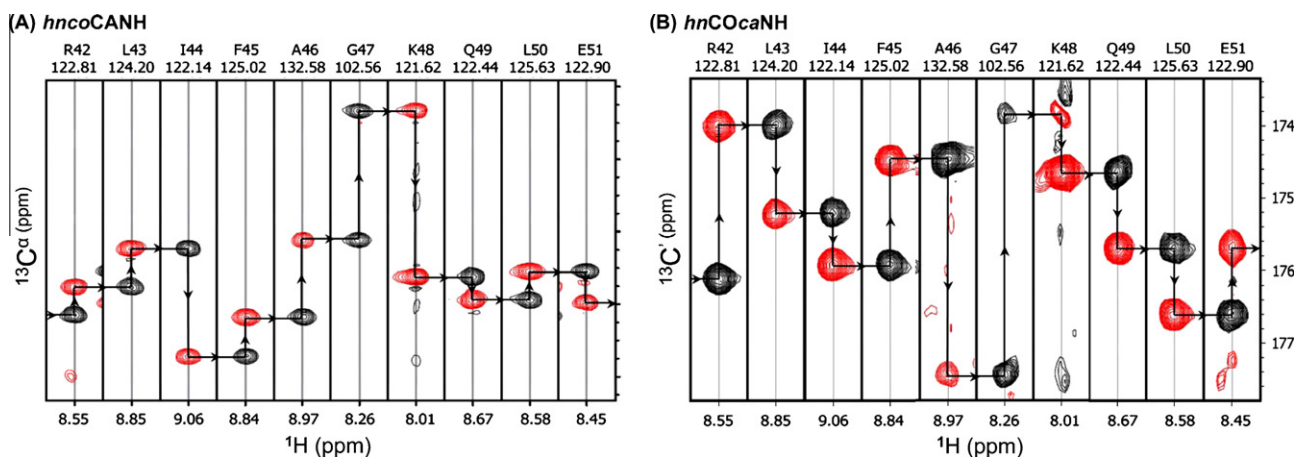 (A) hncoCANH
R42 L43 I44 F45 A46 G47 K48 Q49 L50 E51
122.81 124.20 122.14 125.02 132.58 102.56 121.62 122.44 125.63 122.90
13Cα (ppm)
8.55 8.85 9.06 8.84 8.97 8.26 8.01 8.67 8.58 8.45
1H (ppm)
(B) hnCOcaNH
R42 L43 I44 F45 A46 G47 K48 Q49 L50 E51
122.81 124.20 122.14 125.02 132.58 102.56 121.62 122.44 125.63 122.90
13C' (ppm)
174
175
176
177
8.55 8.85 9.06 8.84 8.97 8.26 8.01 8.67 8.58 8.45
1H (ppm)